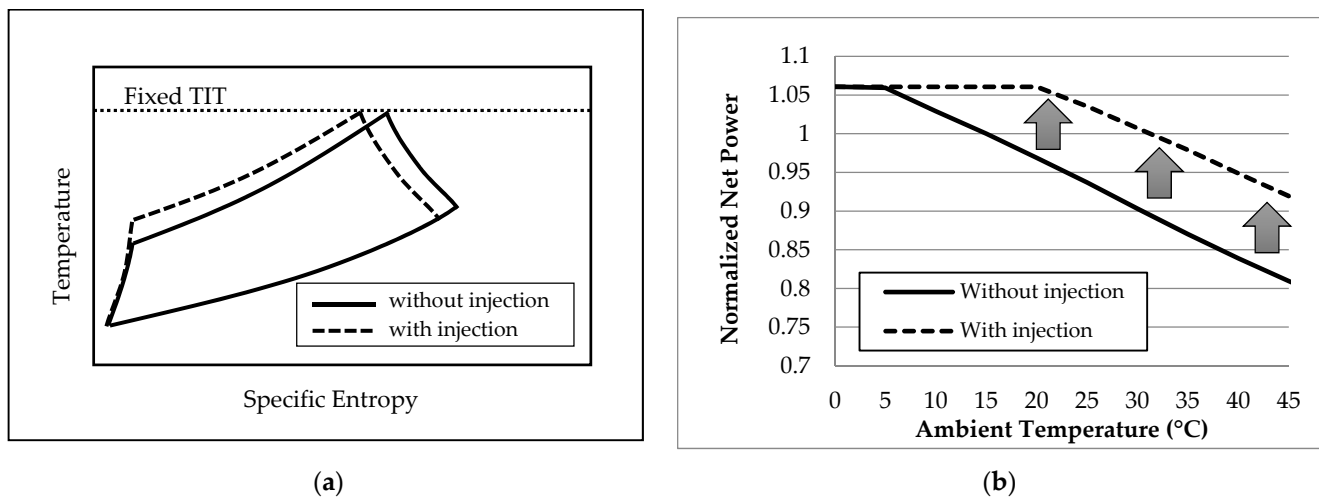 Fixed TIT
Temperature
without injection
with injection
Specific Entropy
(a)
1.1
1.05
1
0.95
0.9
0.85
0.8
0.75
0.7
Normalized Net Power
Without injection
With injection
0 5 10 15 20 25 30 35 40 45
Ambient Temperature (°C)
(b)